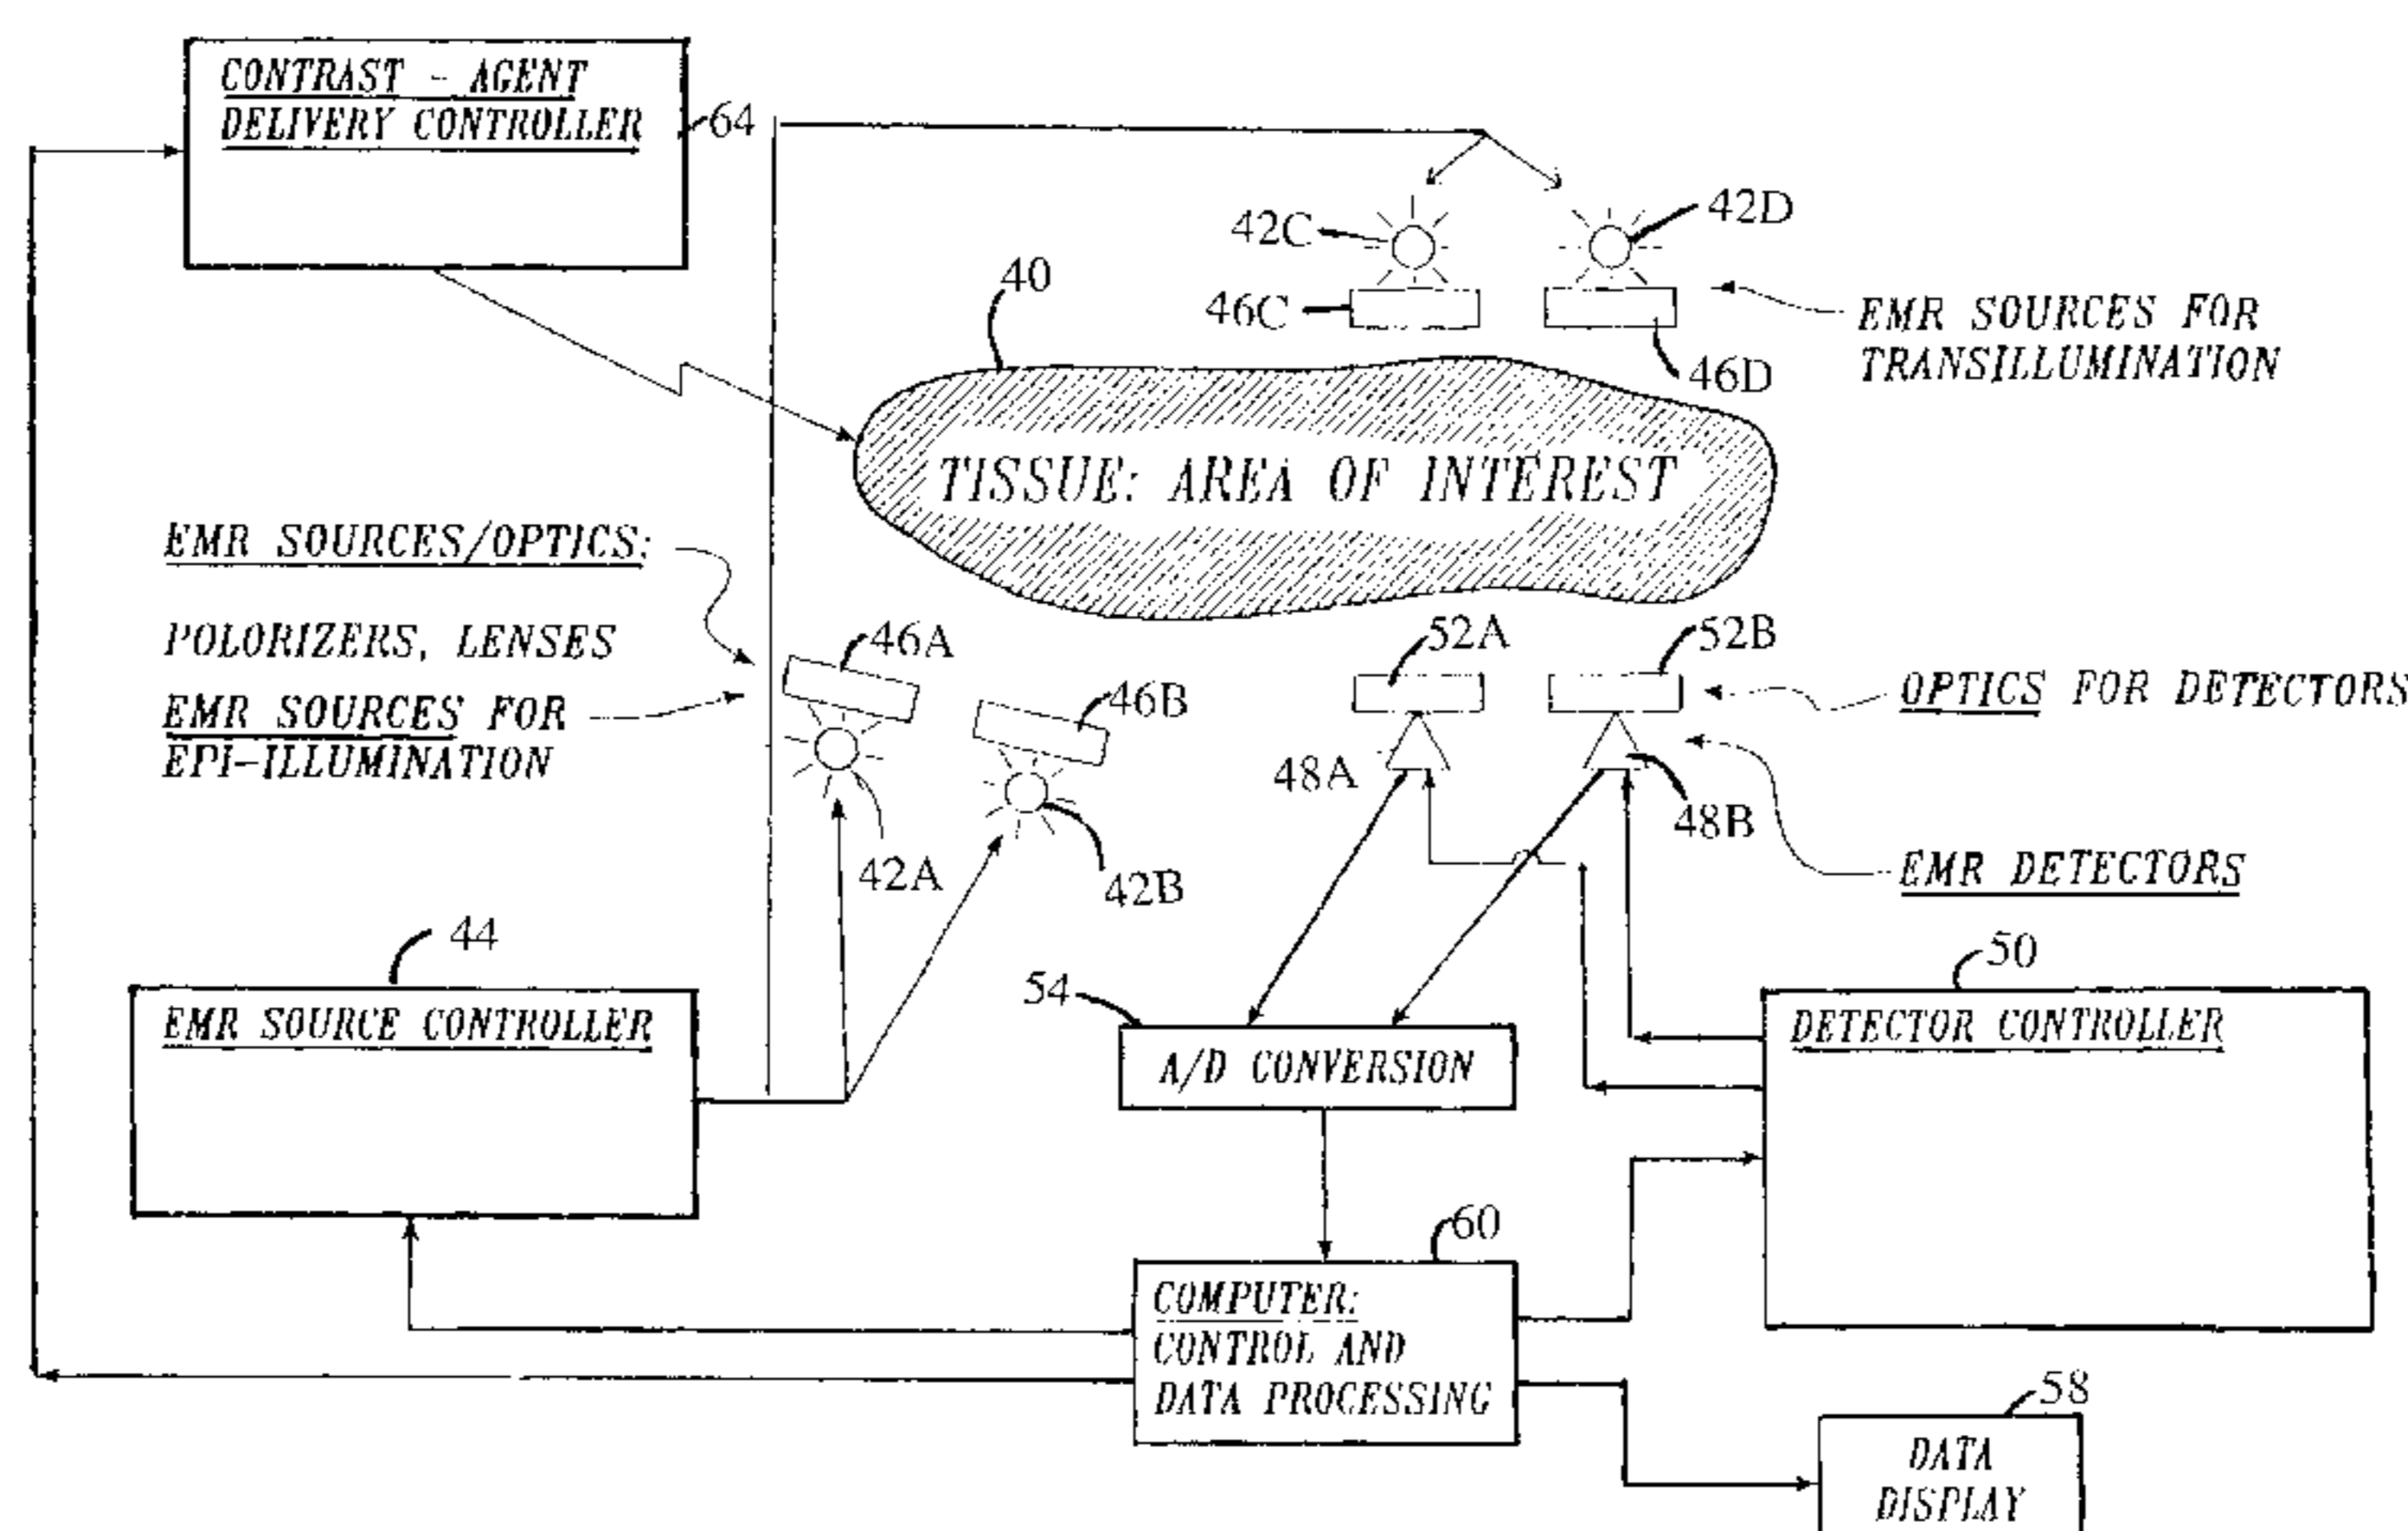 CONTRAST - AGENT
DELIVERY CONTROLLER
64
42C
42D
40
46C
EMR SOURCES FOR
TRANSILLUMINATION
46D
TISSUE: AREA OF INTEREST
EMR SOURCES/OPTICS:
POLORIZERS, LENSES
46A
52A
52B
EMR SOURCES FOR
EPI-ILLUMINATION
46B
OPTICS FOR DETECTORS
48A
48B
42A
42B
EMR DETECTORS
44
50
54
EMR SOURCE CONTROLLER
DETECTOR CONTROLLER
A/D CONVERSION
60
COMPUTER:
CONTROL AND
DATA PROCESSING
58
DATA
DISPLAY